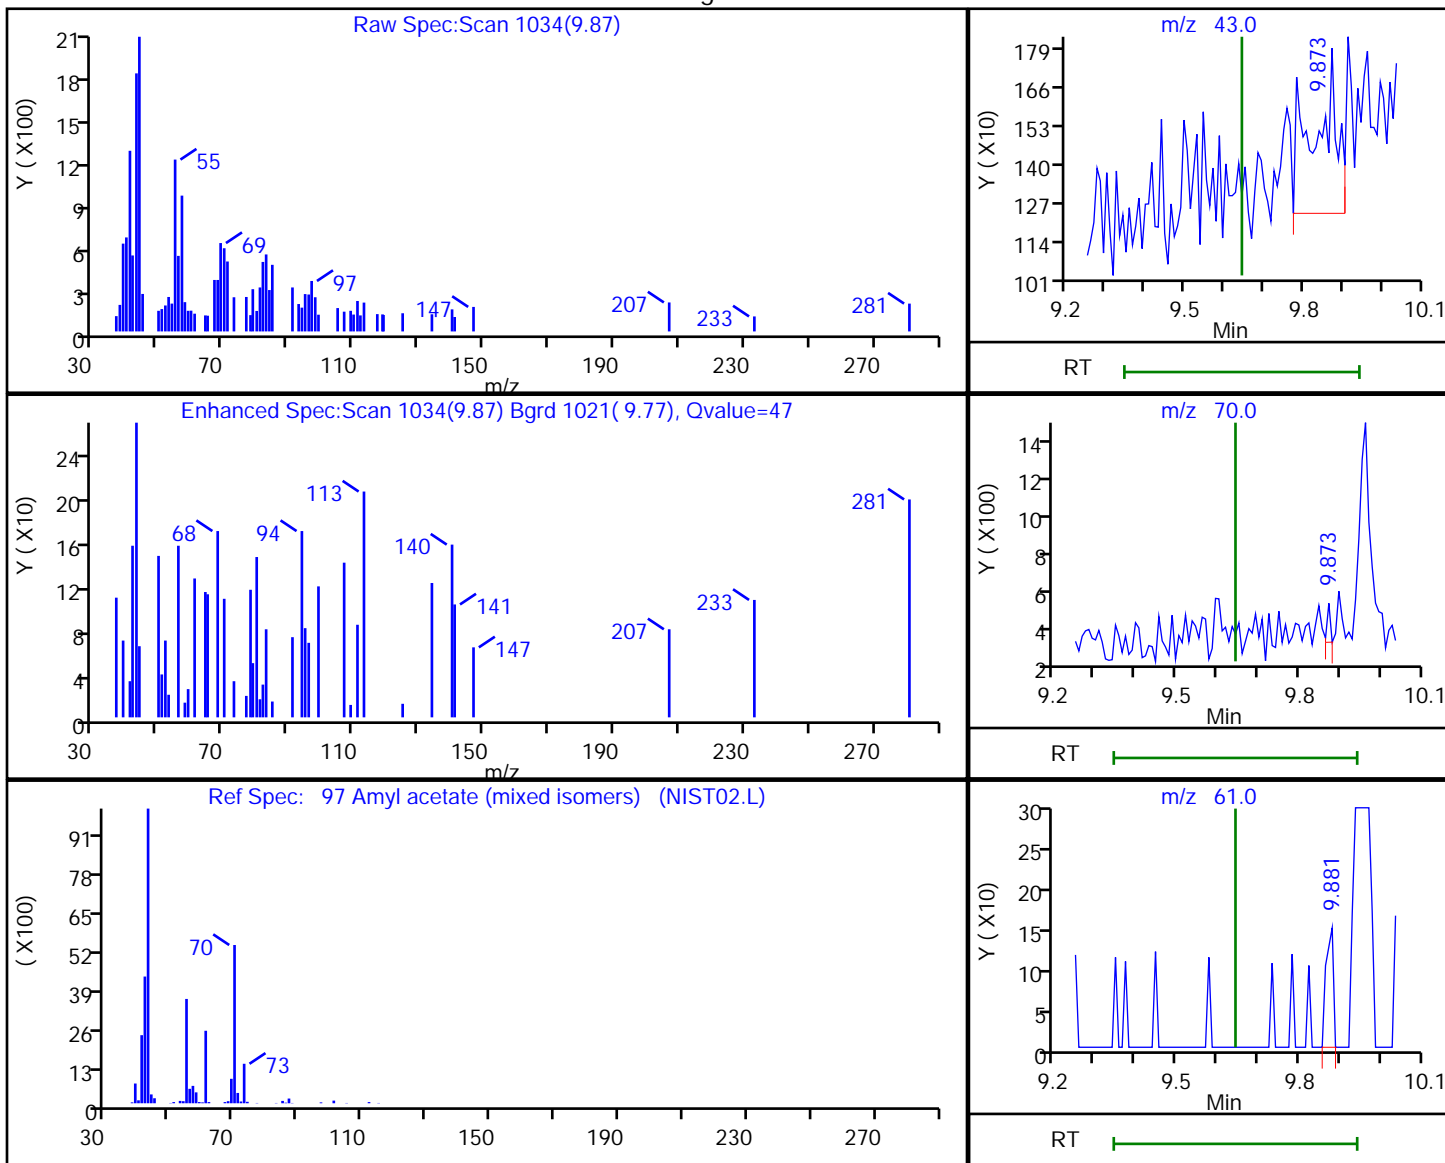 Raw Spec:Scan 1034(9.87)
Y ( X100)
21
18
15
12
9
6
3
0
55
69
97
147
207
233
281
30 70 110 150 190 230 270
m/z
m/z 43.0
Y ( X10)
179
166
153
140
127
114
101
9.873
9.2 9.5 9.8 10.1
Min
RT
Enhanced Spec:Scan 1034(9.87) Bgrd 1021( 9.77), Qvalue=47
Y ( X10)
24
20
16
12
8
4
0
68
94
113
140
141
147
207
233
281
30 70 110 150 190 230 270
m/z
m/z 70.0
Y ( X100)
14
12
10
8
6
4
2
9.873
9.2 9.5 9.8 10.1
Min
RT
Ref Spec: 97 Amyl acetate (mixed isomers) (NIST02.L)
( X100)
91
78
65
52
39
26
13
0
70
73
30 70 110 150 190 230 270
m/z 61.0
Y ( X10)
30
25
20
15
10
5
0
9.881
9.2 9.5 9.8 10.1
Min
RT